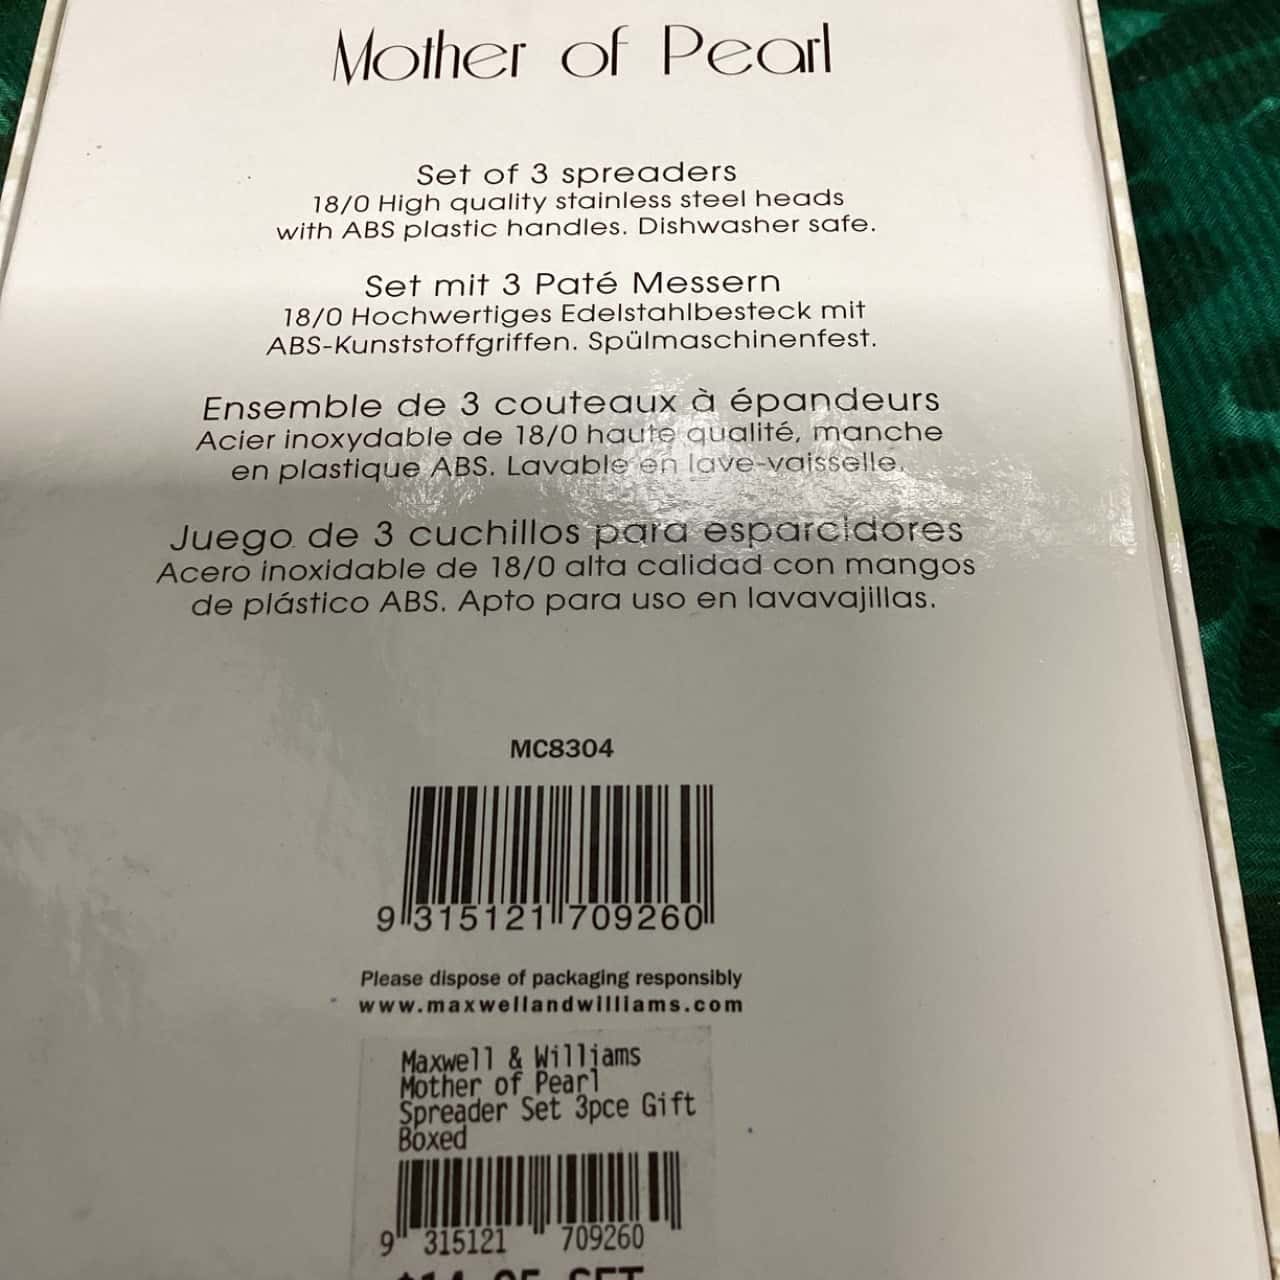 Mother of Pearl
Set of 3 spreaders
18/0 High quality stainless steel heads
with ABS plastic handles. Dishwasher safe.
Set mit 3 Paté Messern
18/0 Hochwertiges Edelstahlbesteck mit
ABS-Kunststoffgriffen. Spülmaschinenfest.
Ensemble de 3 couteaux à épandeurs
Acier inoxydable de 18/0 haute qualité, manche
en plastique ABS. Lavable en lave-vaisselle.
Juego de 3 cuchillos para esparcidores
Acero inoxidable de 18/0 alta calidad con mangos
de plástico ABS. Apto para uso en lavavajillas.
MC8304
9 315121 709260
Please dispose of packaging responsibly
www.maxwellandwilliams.com
Maxwell & Williams
Mother of Pearl
Spreader Set 3pce Gift
Boxed
9 315121 709260
SET